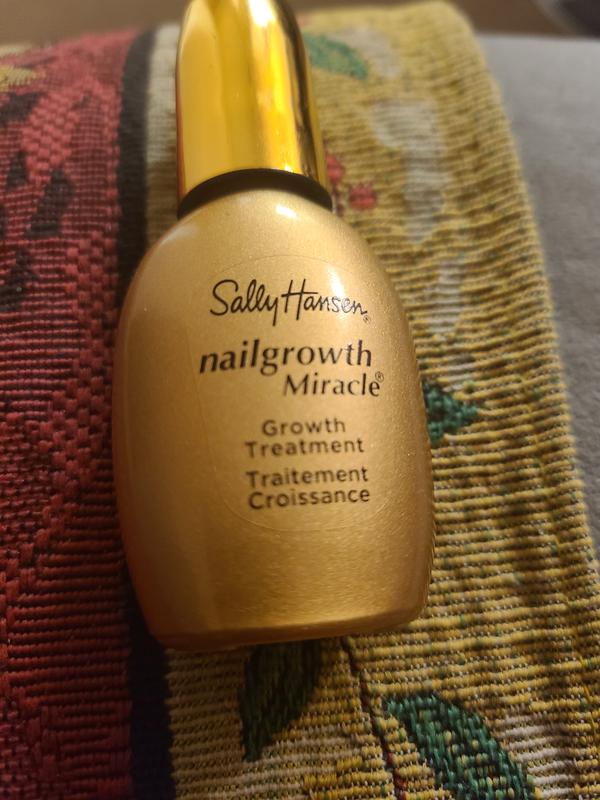 Sally Hansen®
nailgrowth
Miracle®
Growth
Treatment
Traitement
Croissance